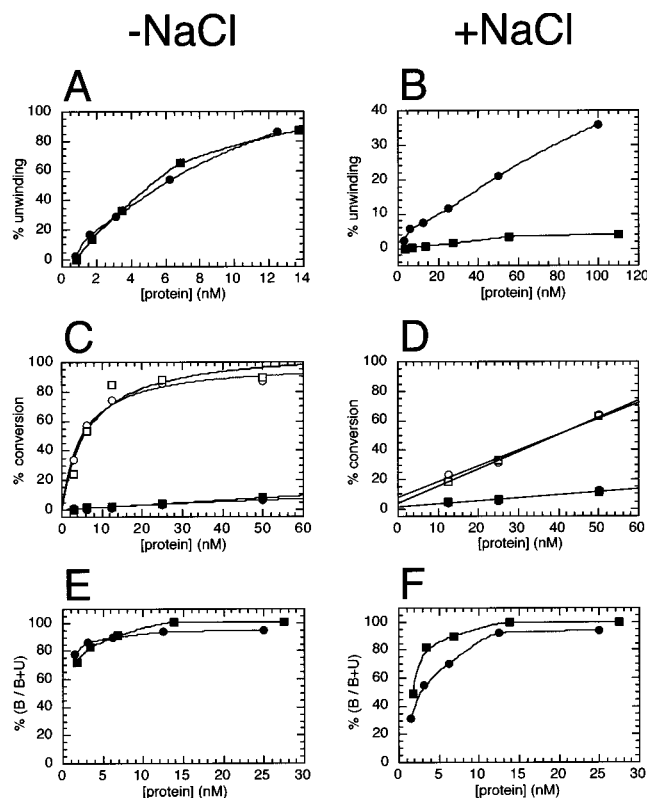 -NaCl +NaCl
A B
100
80
60
40
20
0
% unwinding
0 2 4 6 8 10 12 14
[protein] (nM)
40
30
20
10
0
% unwinding
0 20 40 60 80 100 120
[protein] (nM)
C D
100
80
60
40
20
0
% conversion
0 10 20 30 40 50 60
[protein] (nM)
100
80
60
40
20
0
% conversion
0 10 20 30 40 50 60
[protein] (nM)
E F
100
80
60
40
20
0
% (B / B+U)
0 5 10 15 20 25 30
[protein] (nM)
100
80
60
40
20
0
% (B / B+U)
0 5 10 15 20 25 30
[protein] (nM)